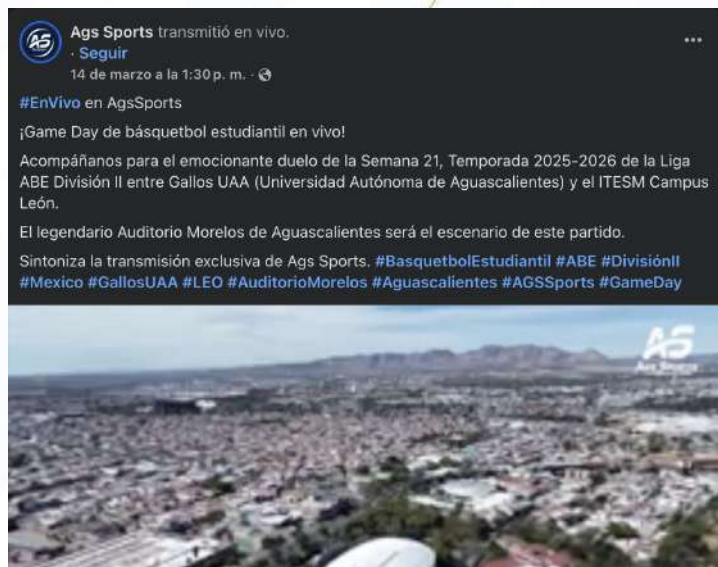 Ags Sports transmitió en vivo.
· Seguir
14 de marzo a la 1:30 p. m. ·
#EnVivo en AgsSports
¡Game Day de básquetbol estudiantil en vivo!
Acompáñanos para el emocionante duelo de la Semana 21, Temporada 2025-2026 de la Liga
ABE División II entre Gallos UAA (Universidad Autónoma de Aguascalientes) y el ITESM Campus
León.
El legendario Auditorio Morelos de Aguascalientes será el escenario de este partido.
Sintoniza la transmisión exclusiva de Ags Sports. #BasquetbolEstudiantil #ABE #DivisiónII
#Mexico #GallosUAA #LEO #AuditorioMorelos #Aguascalientes #AGSSports #GameDay
AS
Ags Sports